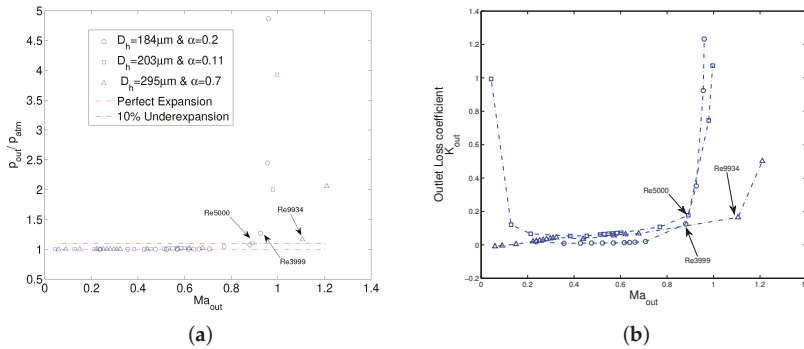 5
4.5
4
3.5
3
2.5
2
1.5
1
0.5
p_out/ p_atm
D_h=184μm & α=0.2
D_h=203μm & α=0.11
D_h=295μm & α=0.7
Perfect Expansion
10% Underexpansion
Re5000
Re9934
Re3999
0 0.2 0.4 0.6 0.8 1 1.2 1.4
Ma_out
(a)
1.4
1.2
1
0.8
0.6
0.4
0.2
0
-0.2
Outlet Loss coefficient
K_out
Re9934
Re5000
Re3999
0 0.2 0.4 0.6 0.8 1 1.2 1.4
Ma_out
(b)